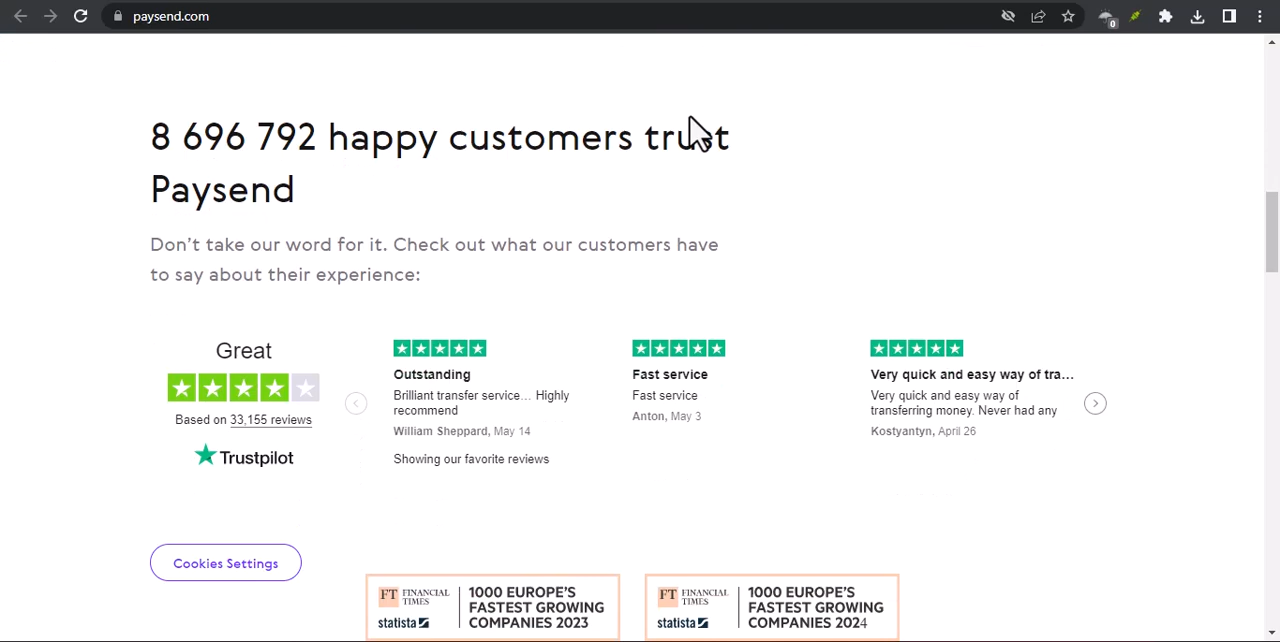 paysend.com
0
8 696 792 happy customers trust
Paysend
Don't take our word for it. Check out what our customers have
to say about their experience:
Great
Based on 33,155 reviews
Trustpilot
Outstanding
Brilliant transfer service... Highly
recommend
William Sheppard, May 14
Showing our favorite reviews
Fast service
Fast service
Anton, May 3
Very quick and easy way of tra...
Very quick and easy way of
transferring money. Never had any
Kostyantyn, April 26
Cookies Settings
FT FINANCIAL TIMES
statista
1000 EUROPE'S
FASTEST GROWING
COMPANIES 2023
FT FINANCIAL TIMES
statista
1000 EUROPE'S
FASTEST GROWING
COMPANIES 2024